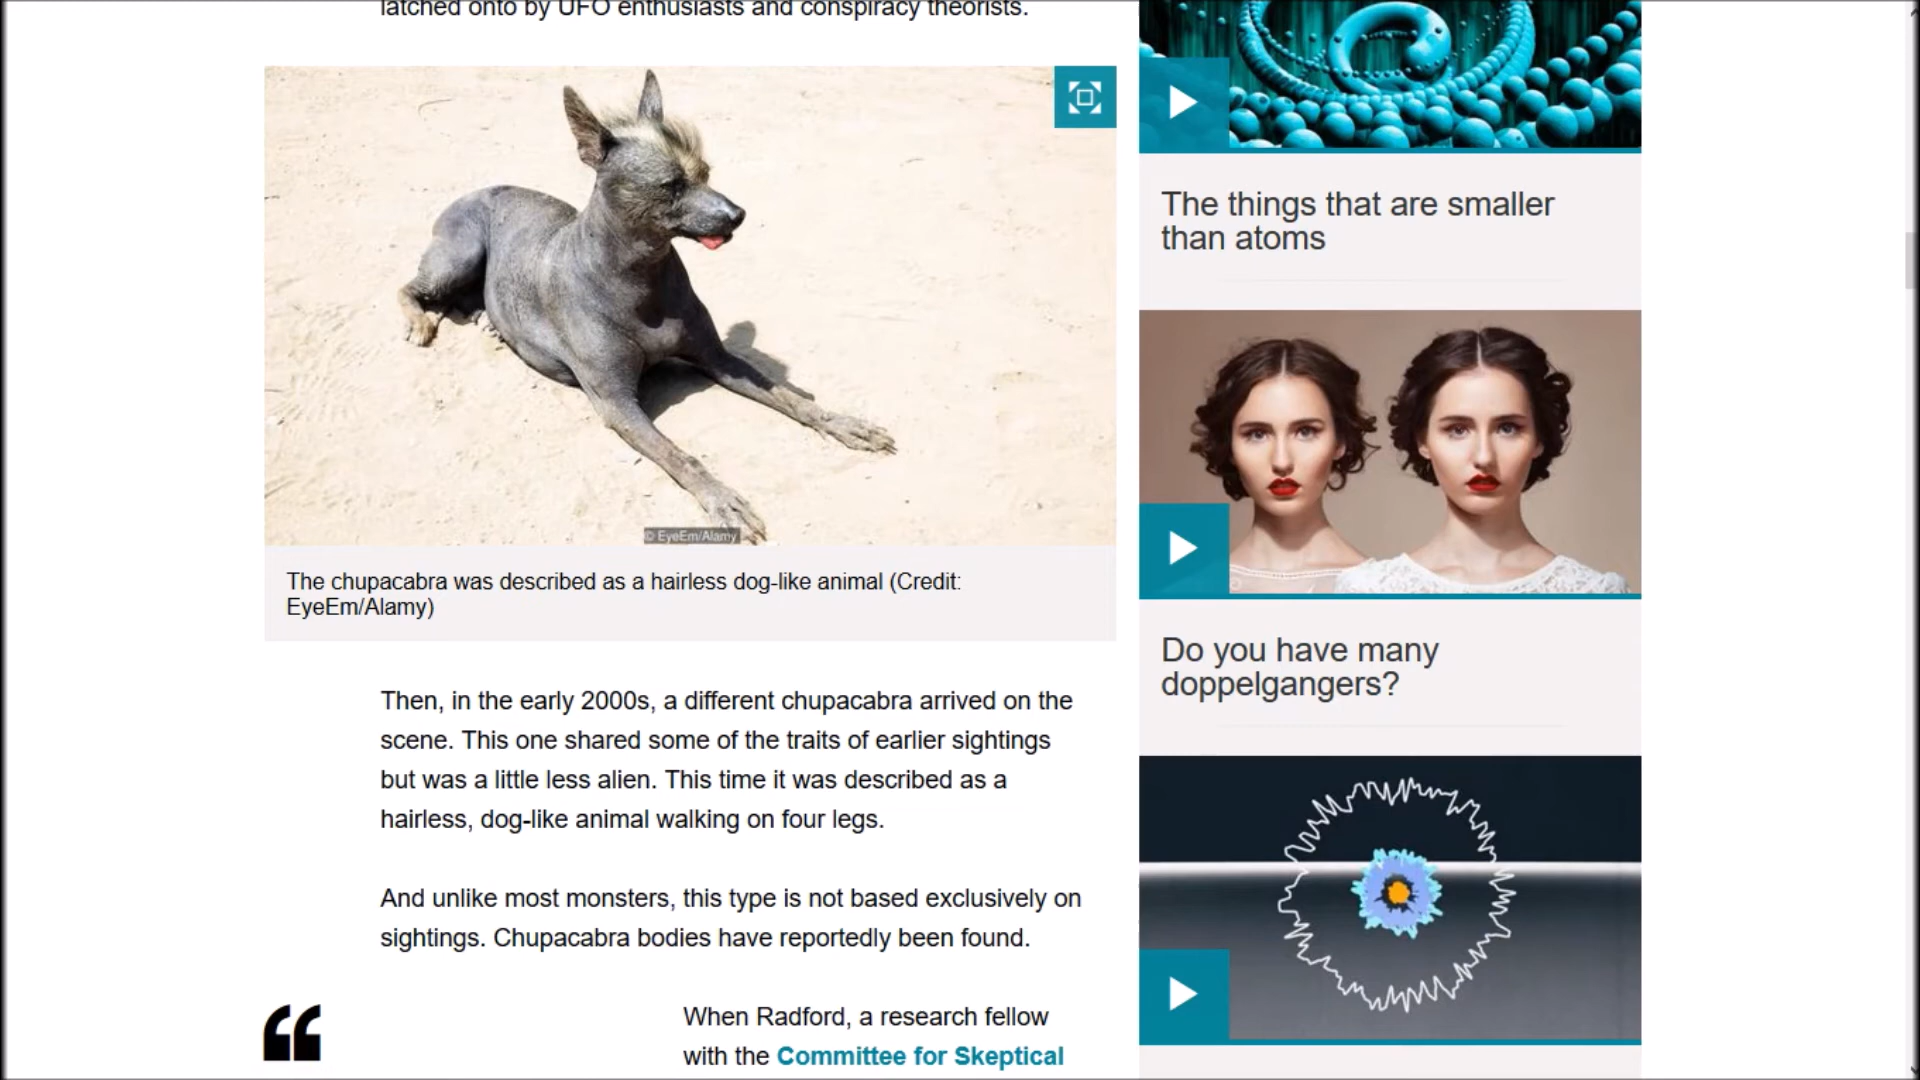 latched onto by UFO enthusiasts and conspiracy theorists.
© EyeEm/Alamy
The chupacabra was described as a hairless dog-like animal (Credit:
EyeEm/Alamy)
Then, in the early 2000s, a different chupacabra arrived on the
scene. This one shared some of the traits of earlier sightings
but was a little less alien. This time it was described as a
hairless, dog-like animal walking on four legs.
And unlike most monsters, this type is not based exclusively on
sightings. Chupacabra bodies have reportedly been found.
When Radford, a research fellow
with the Committee for Skeptical
The things that are smaller
than atoms
Do you have many
doppelgangers?